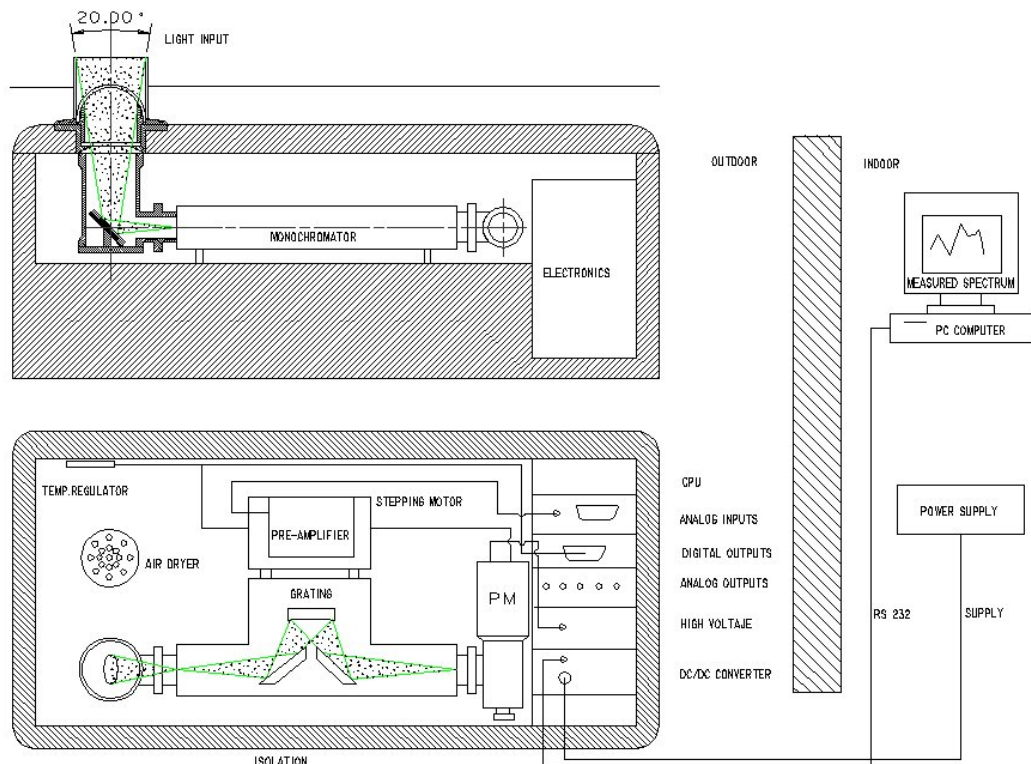 20.00°
LIGHT INPUT
OUTDOOR
INDOOR
MONOCHROMATOR
ELECTRONICS
MEASURED SPECTRUM
PC COMPUTER
TEMP.REGULATOR
STEPPING MOTOR
CPU
PRE-AMPLIFIER
ANALOG INPUTS
POWER SUPPLY
AIR DRYER
DIGITAL OUTPUTS
GRATING
ANALOG OUTPUTS
PM
HIGH VOLTAJE
RS 232
SUPPLY
DC/DC CONVERTER
ISOLATION